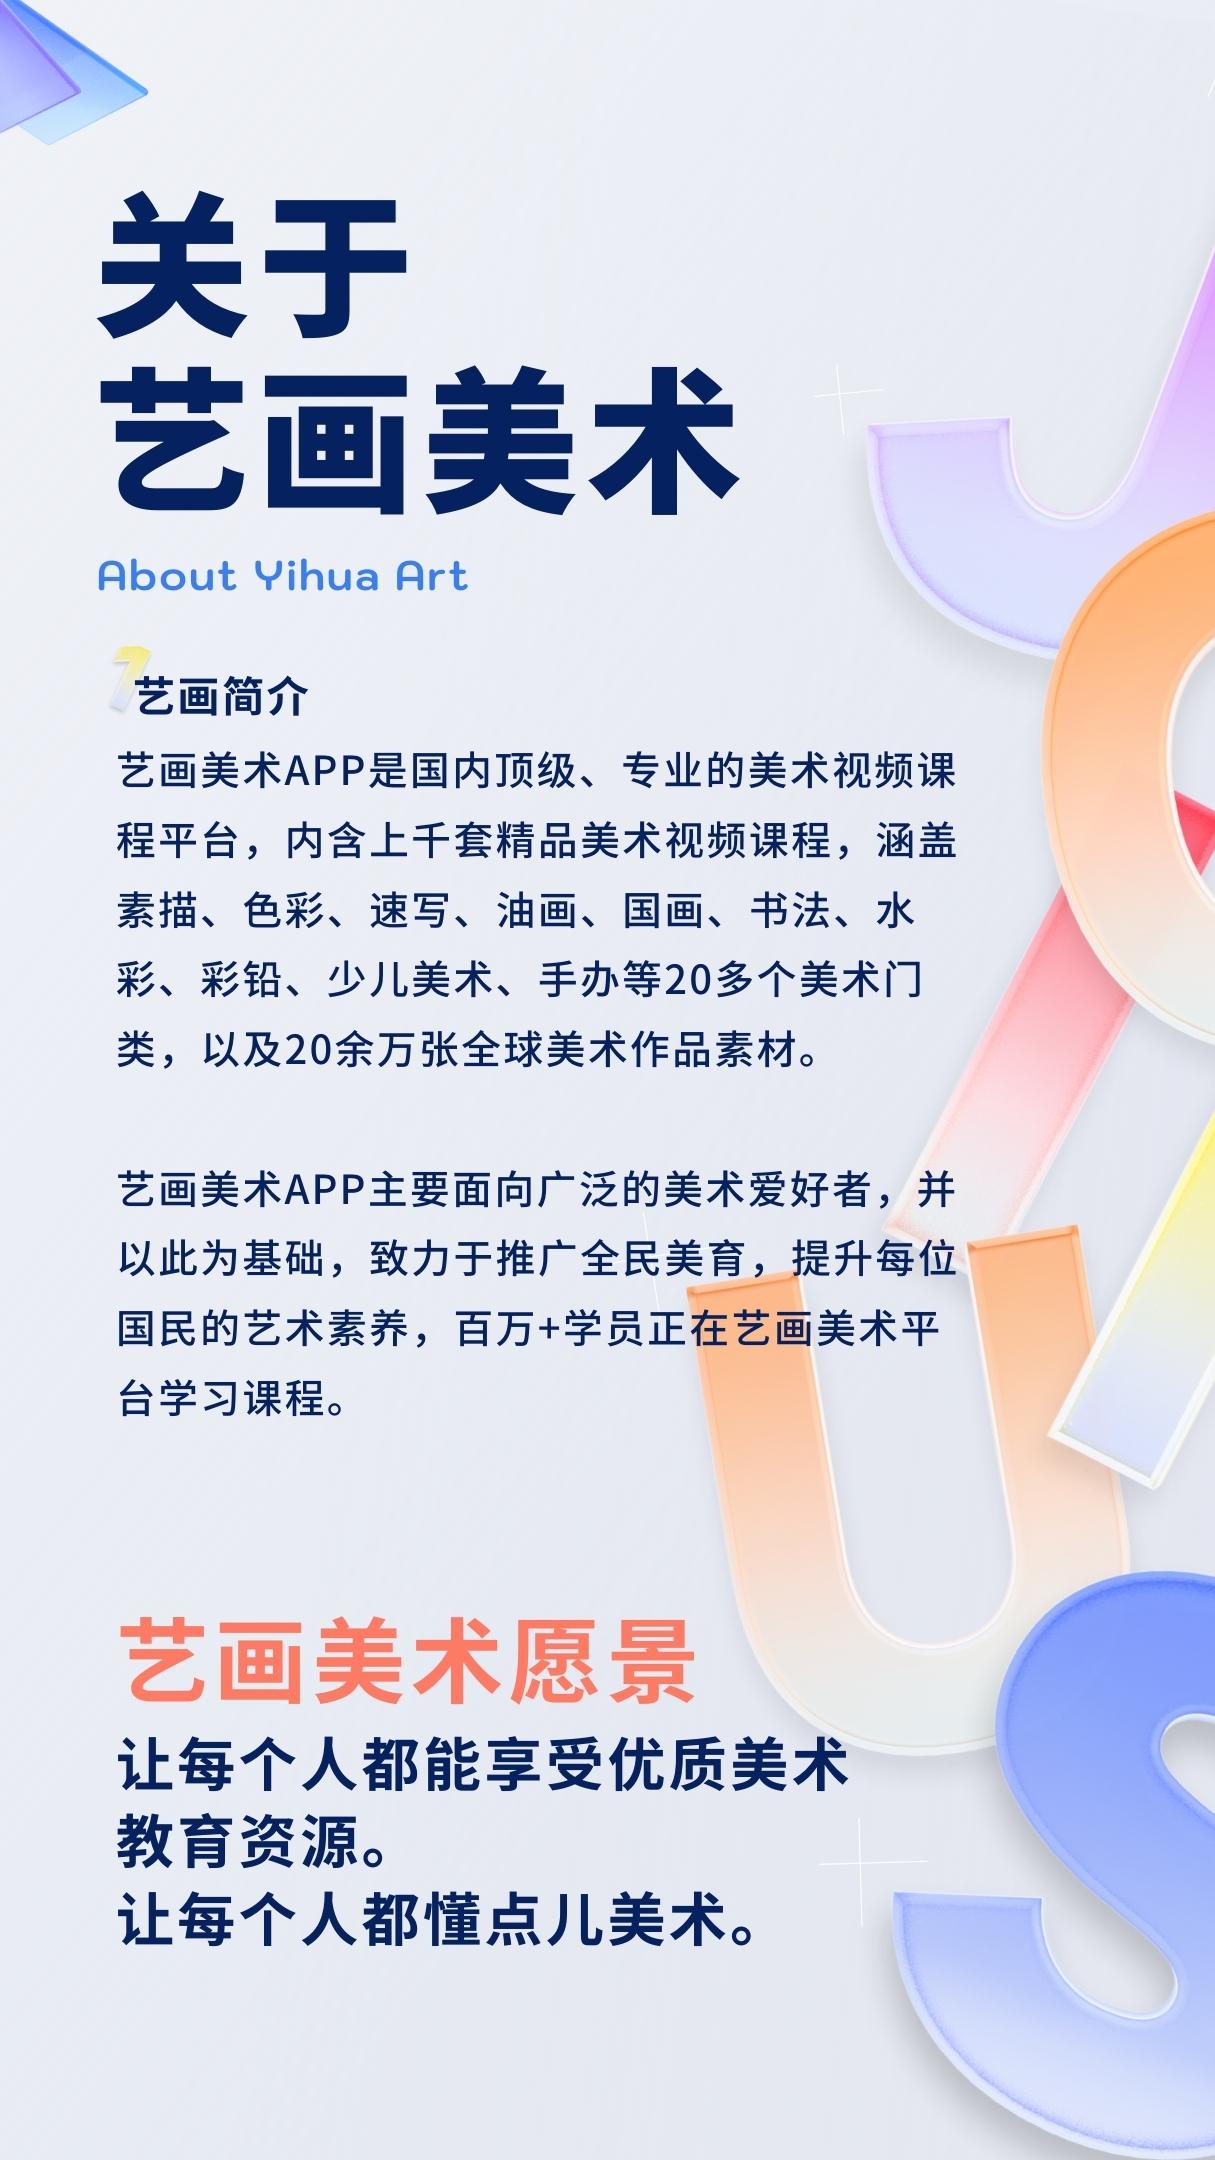 关于
艺画美术
About Yihua Art
1
艺画简介
艺画美术APP是国内顶级、专业的美术视频课
程平台，内含上千套精品美术视频课程，涵盖
素描、色彩、速写、油画、国画、书法、水
彩、彩铅、少儿美术、手办等20多个美术门
类，以及20余万张全球美术作品素材。
艺画美术APP主要面向广泛的美术爱好者，并
以此为基础，致力于推广全民美育，提升每位
国民的艺术素养，百万+学员正在艺画美术平
台学习课程。
艺画美术愿景
让每个人都能享受优质美术
教育资源。
让每个人都懂点儿美术。